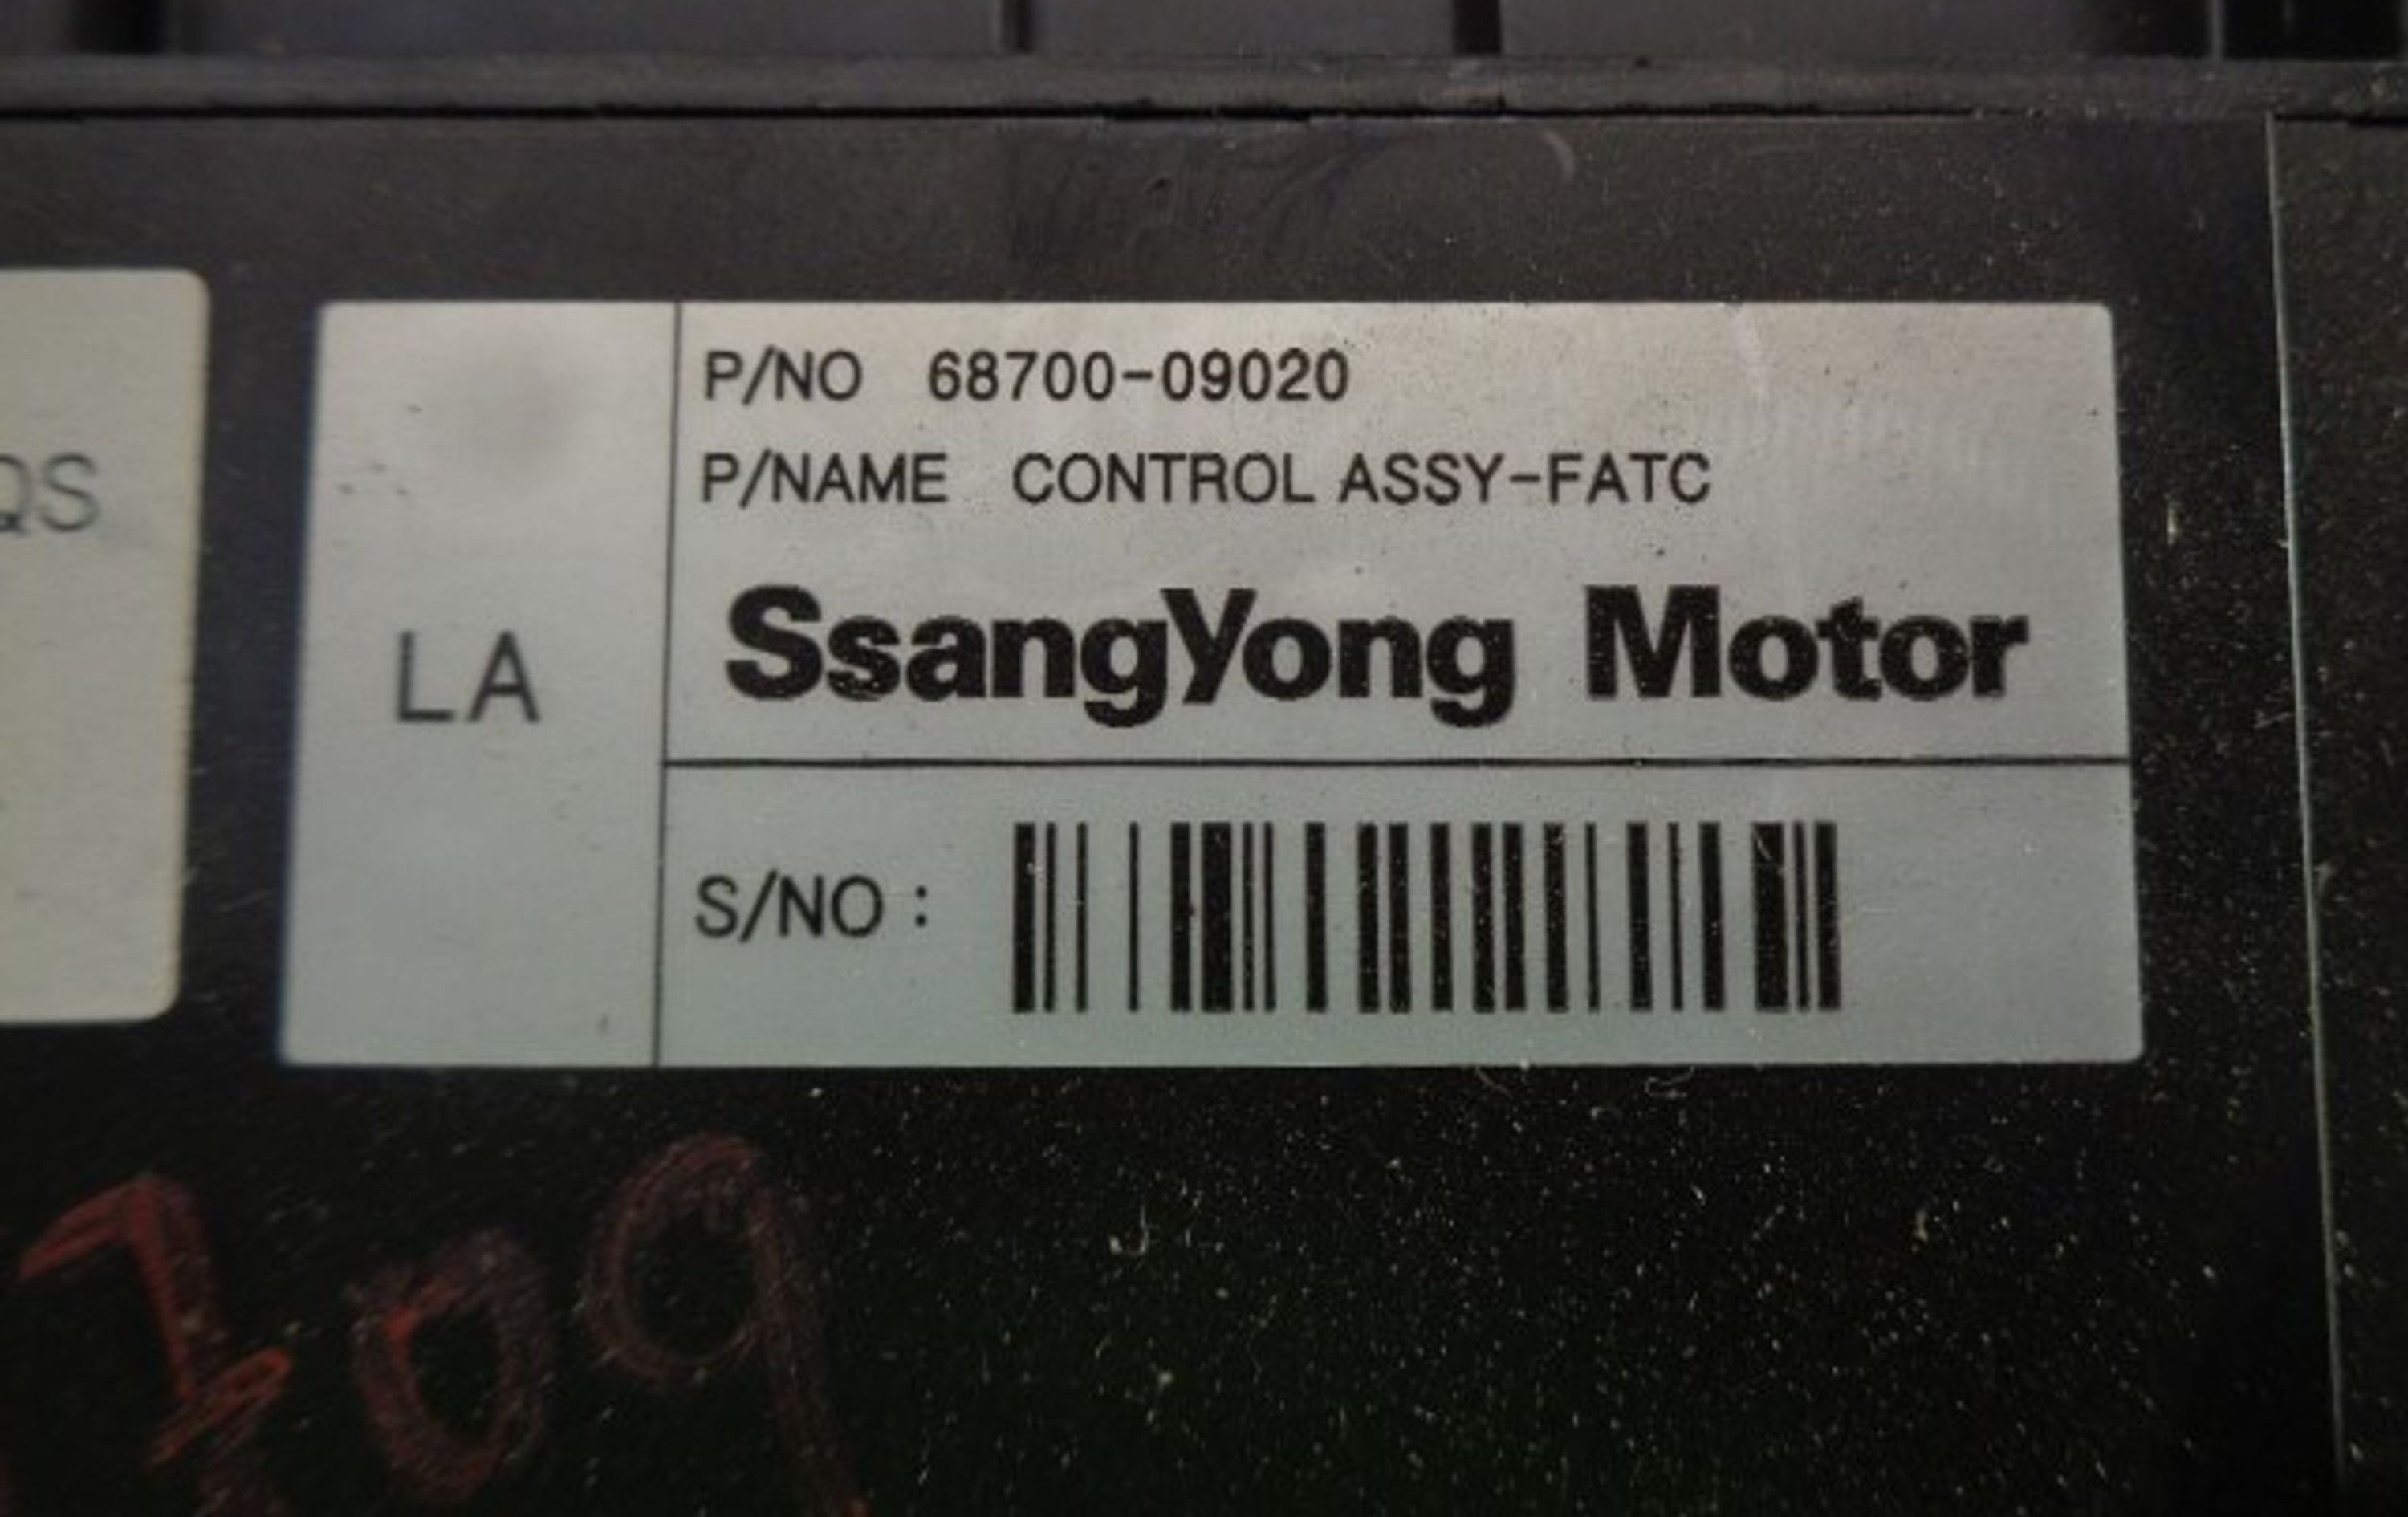 QS
LA
P/NO 68700-09020
P/NAME CONTROL ASSY-FATC
SsangYong Motor
S/NO :